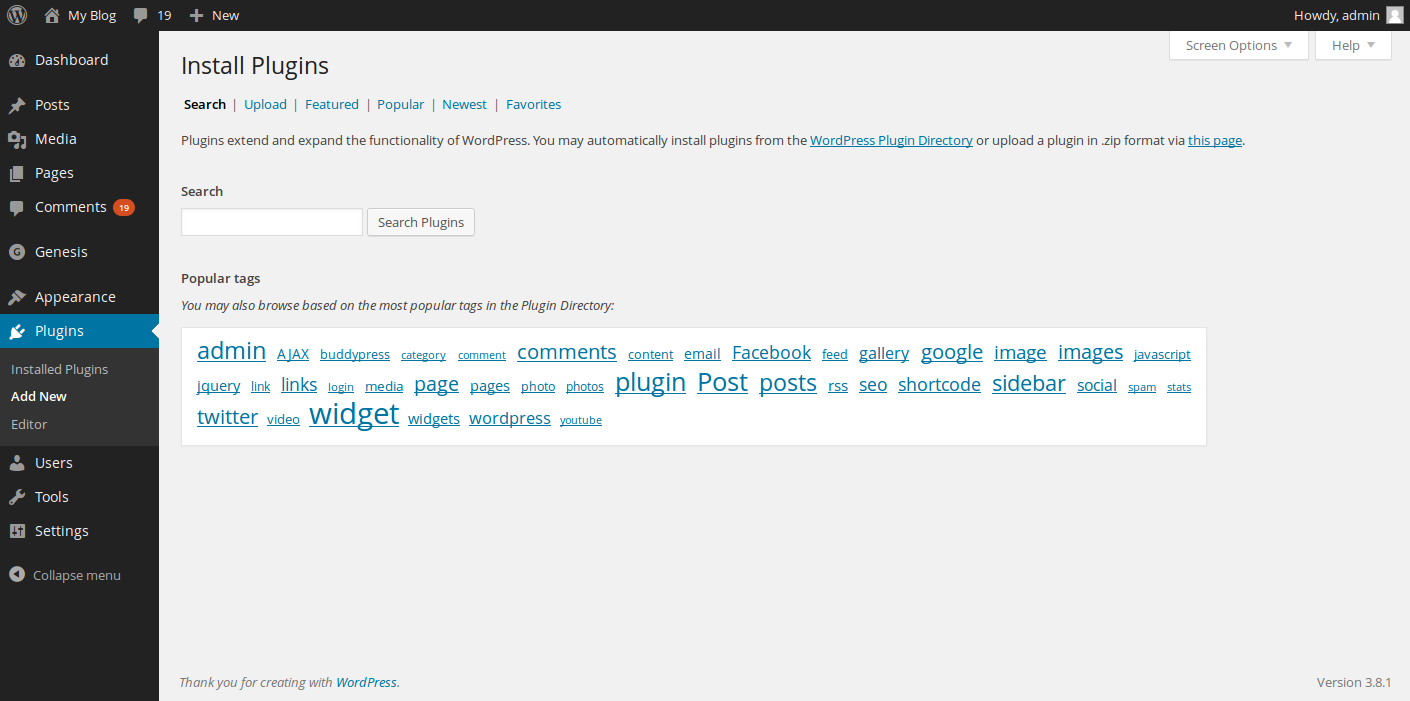 My Blog 19 New Howdy, admin
Screen Options Help
Dashboard
Posts
Media
Pages
Comments 19
Genesis
Appearance
Plugins
Installed Plugins
Add New
Editor
Users
Tools
Settings
Collapse menu
Install Plugins
Search | Upload | Featured | Popular | Newest | Favorites
Plugins extend and expand the functionality of WordPress. You may automatically install plugins from the WordPress Plugin Directory or upload a plugin in .zip format via this page.
Search
Search Plugins
Popular tags
You may also browse based on the most popular tags in the Plugin Directory:
admin AJAX buddypress category comment comments content email Facebook feed gallery google image images javascript
jquery link links login media page pages photo photos plugin Post posts rss seo shortcode sidebar social spam stats
twitter video widget widgets wordpress youtube
Thank you for creating with WordPress. Version 3.8.1